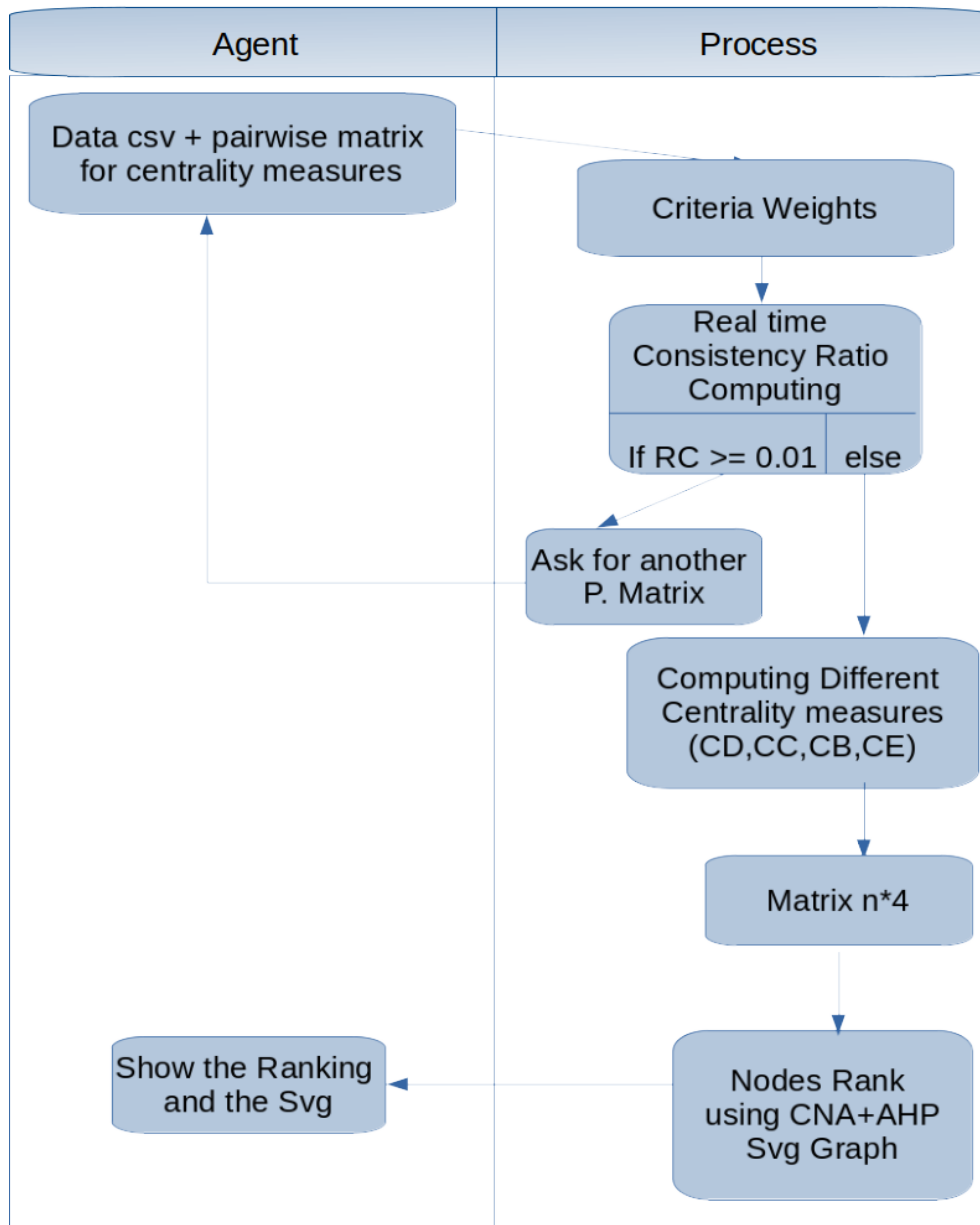 Agent
Process
Data csv + pairwise matrix
for centrality measures
Criteria Weights
Real time
Consistency Ratio
Computing
If RC >= 0.01
else
Ask for another
P. Matrix
Computing Different
Centrality measures
(CD,CC,CB,CE)
Matrix n*4
Nodes Rank
using CNA+AHP
Svg Graph
Show the Ranking
and the Svg